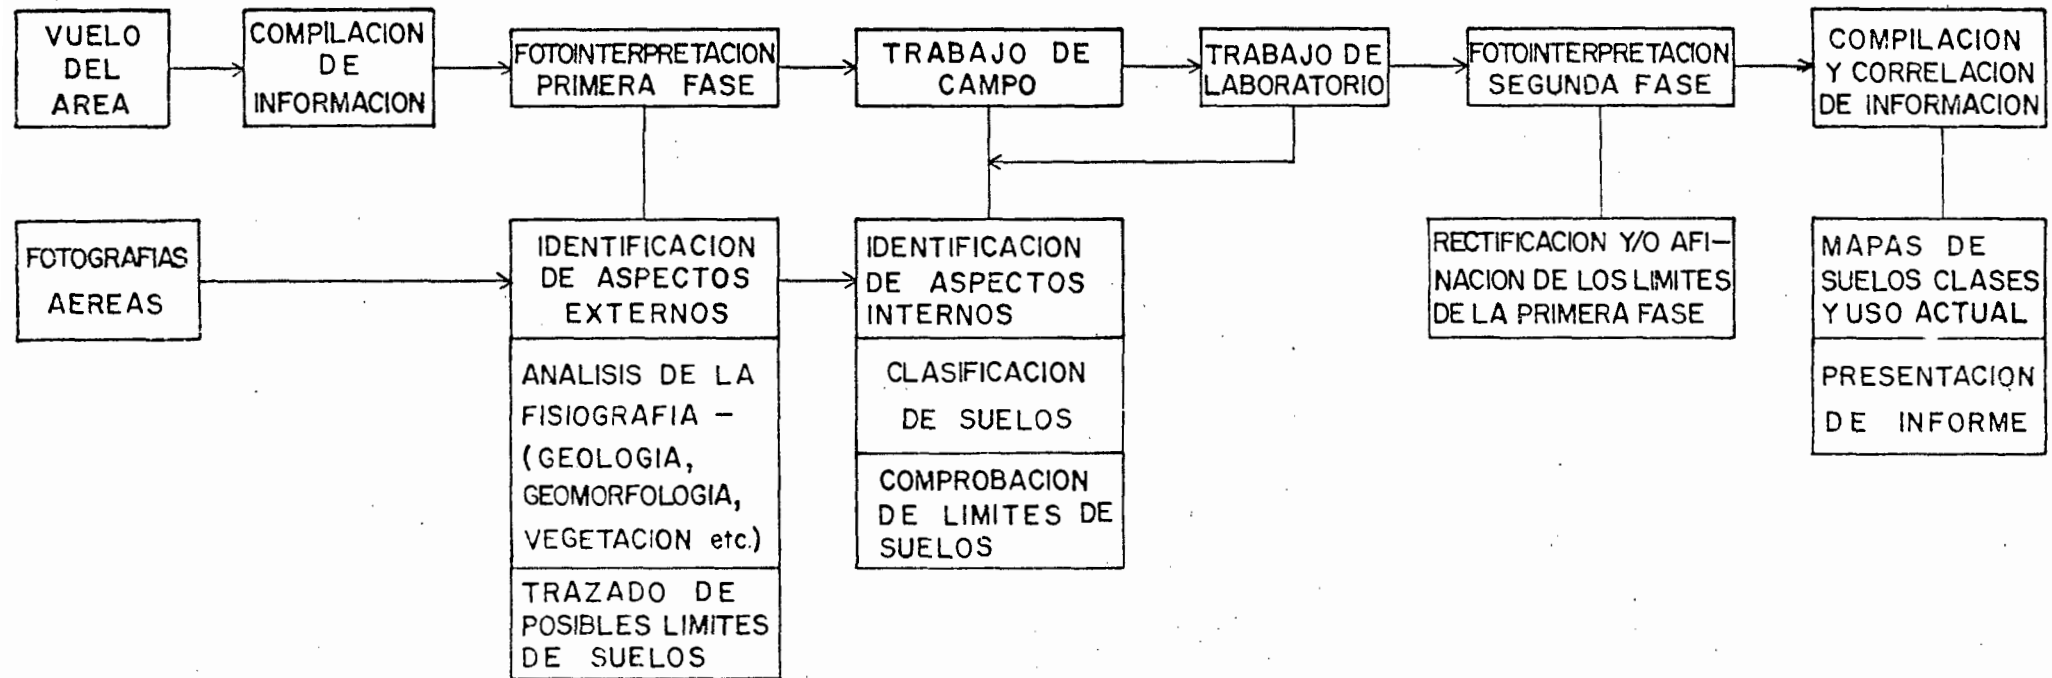 VUELO
DEL
AREA
COMPILACION
DE
INFORMACION
FOTOINTERPRETACION
PRIMERA FASE
TRABAJO DE
CAMPO
TRABAJO DE
LABORATORIO
FOTOINTERPRETACION
SEGUNDA FASE
COMPILACION
Y CORRELACION
DE INFORMACION
FOTOGRAFIAS
AEREAS
IDENTIFICACION
DE ASPECTOS
EXTERNOS
ANALISIS DE LA
FISIOGRAFIA –
(GEOLOGIA,
GEOMORFOLOGIA,
VEGETACION etc.)
TRAZADO DE
POSIBLES LIMITES
DE SUELOS
IDENTIFICACION
DE ASPECTOS
INTERNOS
CLASIFICACION
DE SUELOS
COMPROBACION
DE LIMITES DE
SUELOS
RECTIFICACION Y/O AFI–
NACION DE LOS LIMITES
DE LA PRIMERA FASE
MAPAS DE
SUELOS CLASES
Y USO ACTUAL
PRESENTACION
DE INFORME